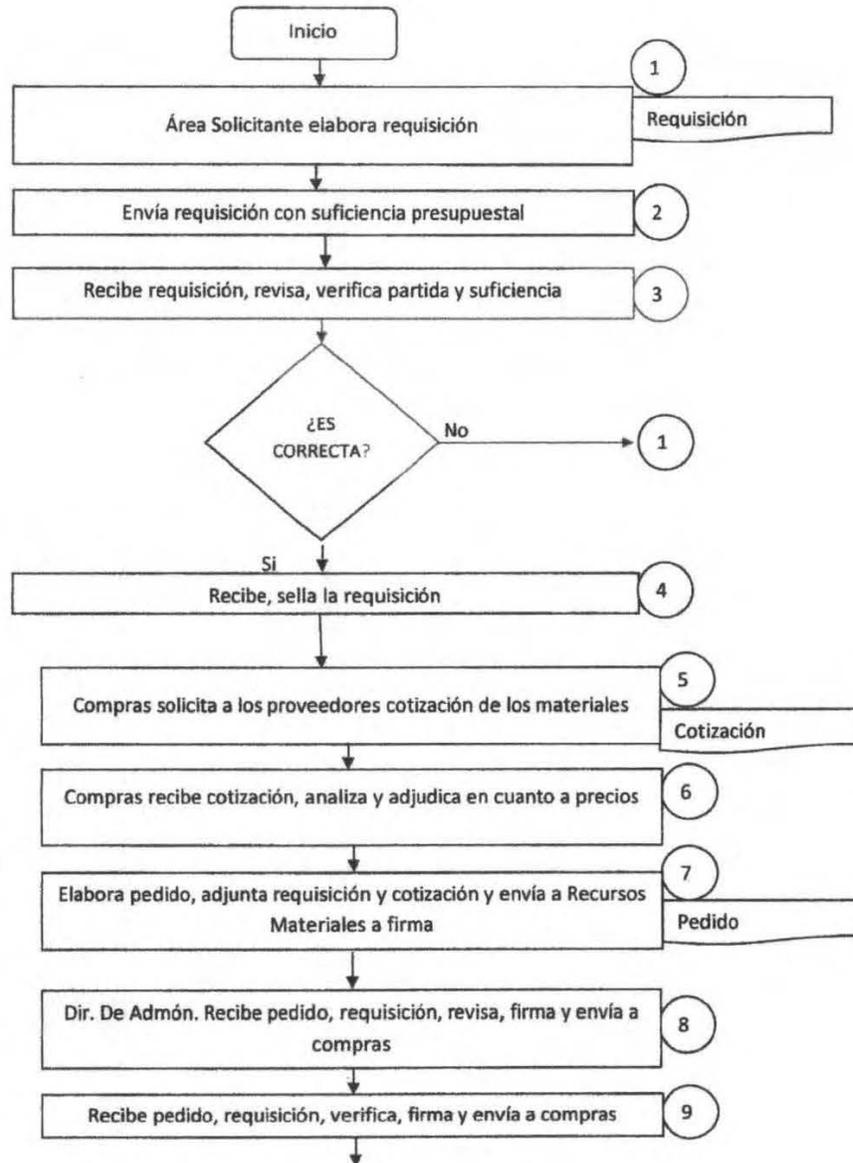 Inicio
1
Área Solicitante elabora requisición
Requisición
Envía requisición con suficiencia presupuestal
2
Recibe requisición, revisa, verifica partida y suficiencia
3
¿ES
CORRECTA?
No
1
Si
Recibe, sella la requisición
4
Compras solicita a los proveedores cotización de los materiales
5
Cotización
Compras recibe cotización, analiza y adjudica en cuanto a precios
6
Elabora pedido, adjunta requisición y cotización y envía a Recursos
Materiales a firma
7
Pedido
Dir. De Admón. Recibe pedido, requisición, revisa, firma y envía a
compras
8
Recibe pedido, requisición, verifica, firma y envía a compras
9